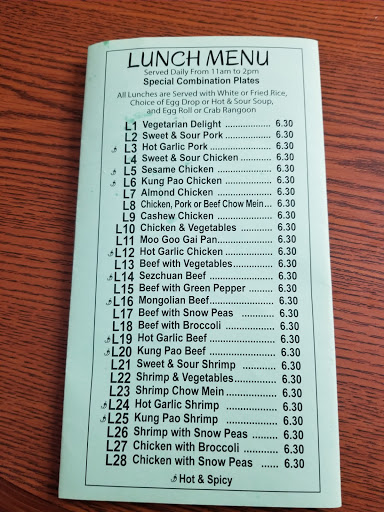 LUNCH MENU
Served Daily From 11am to 2pm
Special Combination Plates
All Lunches are Served with White or Fried Rice,
Choice of Egg Drop or Hot & Sour Soup,
and Egg Roll or Crab Rangoon
L1 Vegetarian Delight .................. 6.30
L2 Sweet & Sour Pork ................ 6.30
L3 Hot Garlic Pork ...................... 6.30
L4 Sweet & Sour Chicken ........... 6.30
L5 Sesame Chicken .................... 6.30
L6 Kung Pao Chicken ................. 6.30
L7 Almond Chicken .................... 6.30
L8 Chicken, Pork or Beef Chow Mein... 6.30
L9 Cashew Chicken .................... 6.30
L10 Chicken & Vegetables ............ 6.30
L11 Moo Goo Gai Pan.................. 6.30
L12 Hot Garlic Chicken ................ 6.30
L13 Beef with Vegetables............. 6.30
L14 Sezchuan Beef ..................... 6.30
L15 Beef with Green Pepper ......... 6.30
L16 Mongolian Beef..................... 6.30
L17 Beef with Snow Peas ............ 6.30
L18 Beef with Broccoli ................. 6.30
L19 Hot Garlic Beef ..................... 6.30
L20 Kung Pao Beef ...................... 6.30
L21 Sweet & Sour Shrimp ............ 6.30
L22 Shrimp & Vegetables............. 6.30
L23 Shrimp Chow Mein................ 6.30
L24 Hot Garlic Shrimp ................. 6.30
L25 Kung Pao Shrimp .................. 6.30
L26 Shrimp with Snow Peas ......... 6.30
L27 Chicken with Broccoli ............ 6.30
L28 Chicken with Snow Peas ...... 6.30
Hot & Spicy